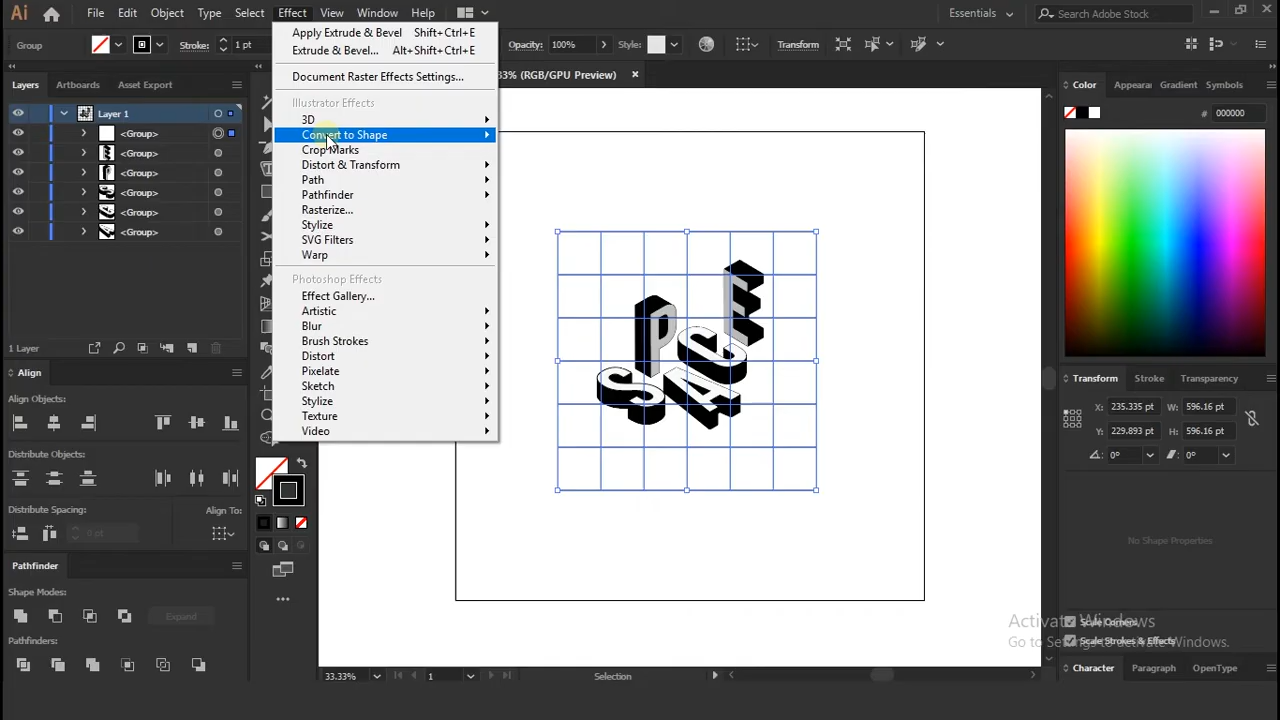 Ai File Edit Object Type Select Effect View Window Help Essentials Search Adobe Stock
Group Stroke: 1 pt Opacity: 100% Style: Transform
Layers Artboards Asset Export
33% (RGB/GPU Preview)
Layer 1
<Group>
<Group>
<Group>
<Group>
<Group>
<Group>
1 Layer
Align
Align Objects:
Distribute Objects:
Distribute Spacing: Align To:
0 pt
Pathfinder
Shape Modes:
Expand
Pathfinders:
Apply Extrude & Bevel Shift+Ctrl+E
Extrude & Bevel... Alt+Shift+Ctrl+E
Document Raster Effects Settings...
Illustrator Effects
3D
Convert to Shape
Crop Marks
Distort & Transform
Path
Pathfinder
Rasterize...
Stylize
SVG Filters
Warp
Photoshop Effects
Effect Gallery...
Artistic
Blur
Brush Strokes
Distort
Pixelate
Sketch
Stylize
Texture
Video
SPACE
33.33% 1 Selection
Color Appearan Gradient Symbols
# 000000
Transform Stroke Transparency
X: 235.335 pt W: 596.16 pt
Y: 229.893 pt H: 596.16 pt
0° 0°
No Shape Properties
Scale Corners
Scale Strokes & Effects
Activate Windows
Go to Settings to activate Windows.
Character Paragraph OpenType